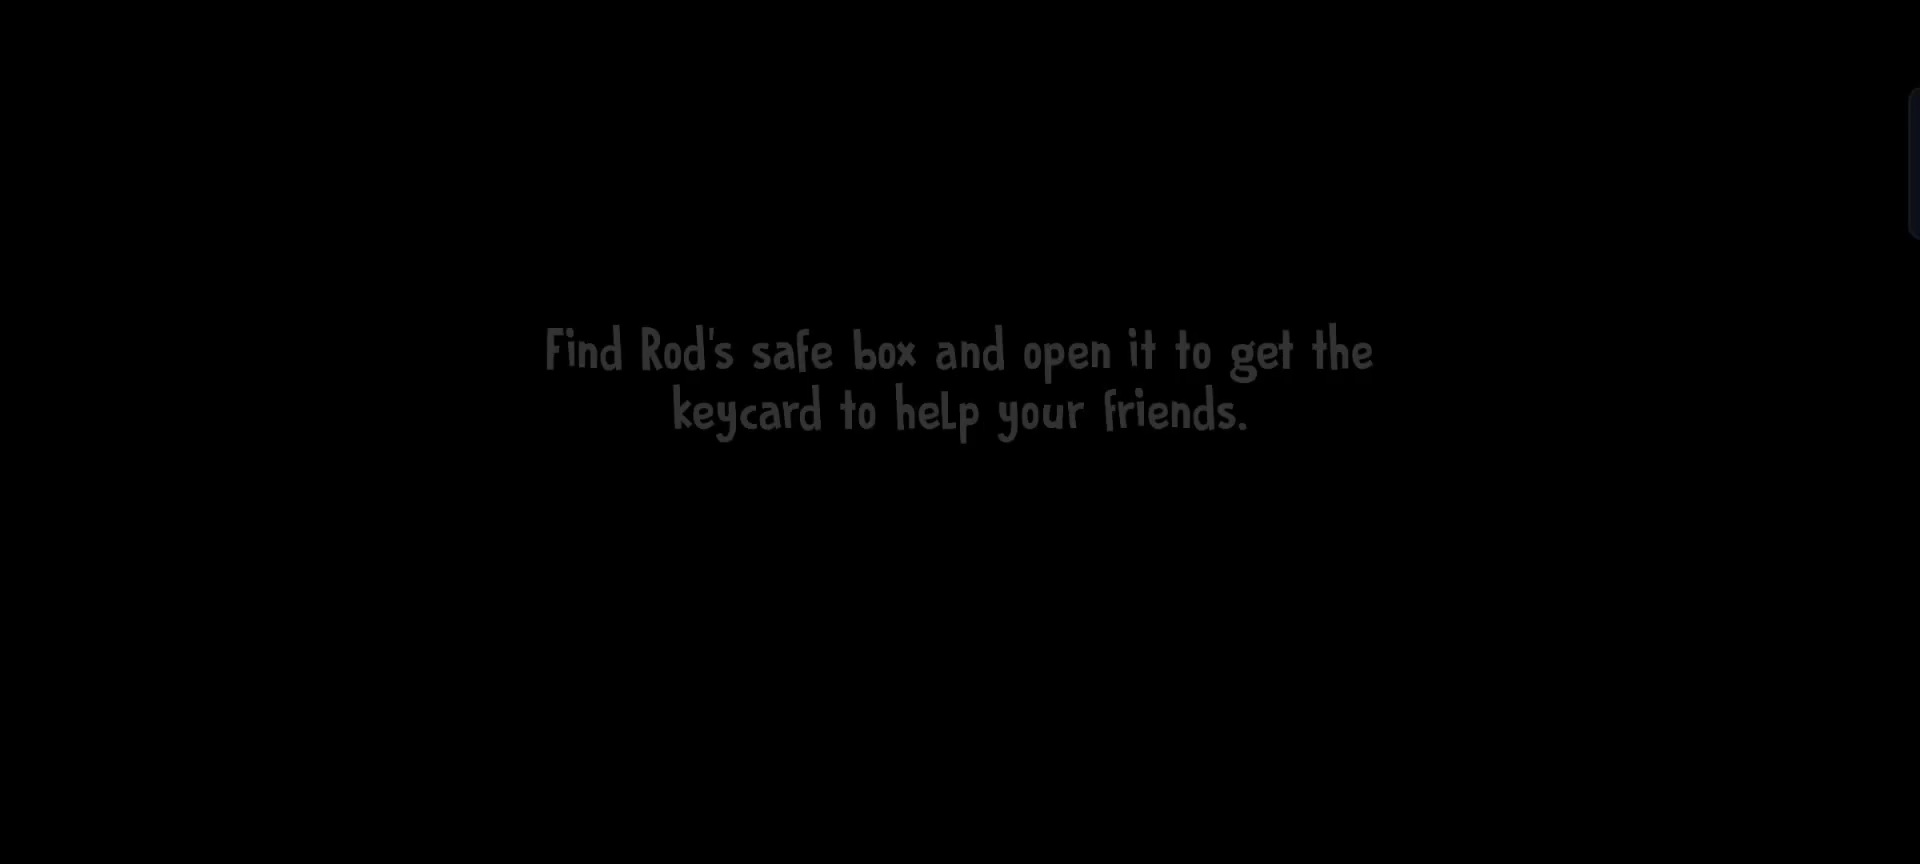 Find Rod's safe box and open it to get the
keycard to help your friends.